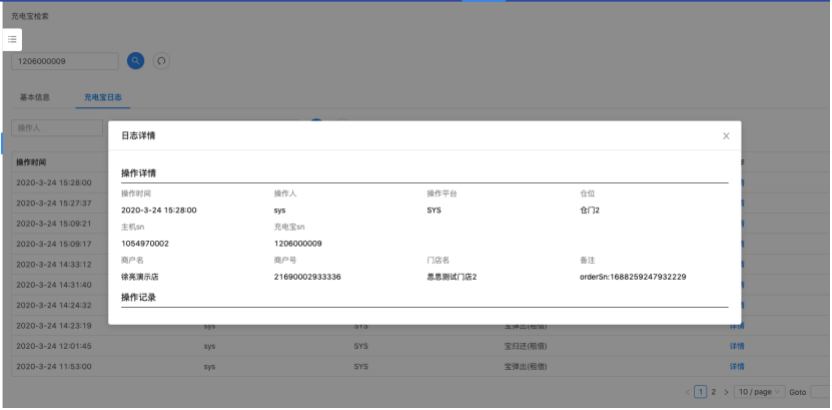 充电宝检索
1206000009
基本信息 充电宝日志
操作人
日志详情
操作详情
操作时间 操作人 操作平台 仓位
2020-3-24 15:28:00 sys SYS 仓门2
主机sn 充电宝sn
1054970002 1206000009
商户名 商户号 门店名 备注
徐亮演示店 21690002933336 思思测试门店2 orderSn:1688259247932229
操作记录
操作时间
2020-3-24 15:28:00
2020-3-24 15:27:37
2020-3-24 15:09:21
2020-3-24 15:09:17
2020-3-24 14:33:12
2020-3-24 14:31:40
2020-3-24 14:24:32
2020-3-24 14:23:19 sys SYS 宝弹出(租借) 详情
2020-3-24 12:01:45 sys SYS 宝归还(租借) 详情
2020-3-24 11:53:00 sys SYS 宝弹出(租借) 详情
< 1 2 > 10 / page Goto